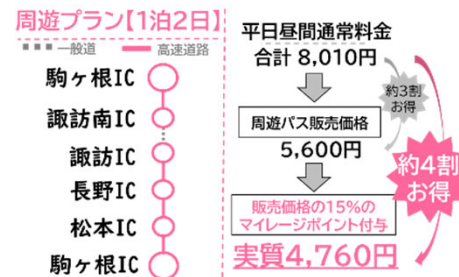 周遊プラン【1泊2日】
一般道 高速道路
駒ヶ根IC
諏訪南IC
諏訪IC
長野IC
松本IC
駒ヶ根IC
平日昼間通常料金
合計 8,010円
約3割
お得
周遊パス販売価格
5,600円
約4割
お得
販売価格の15%の
マイレージポイント付与
実質4,760円